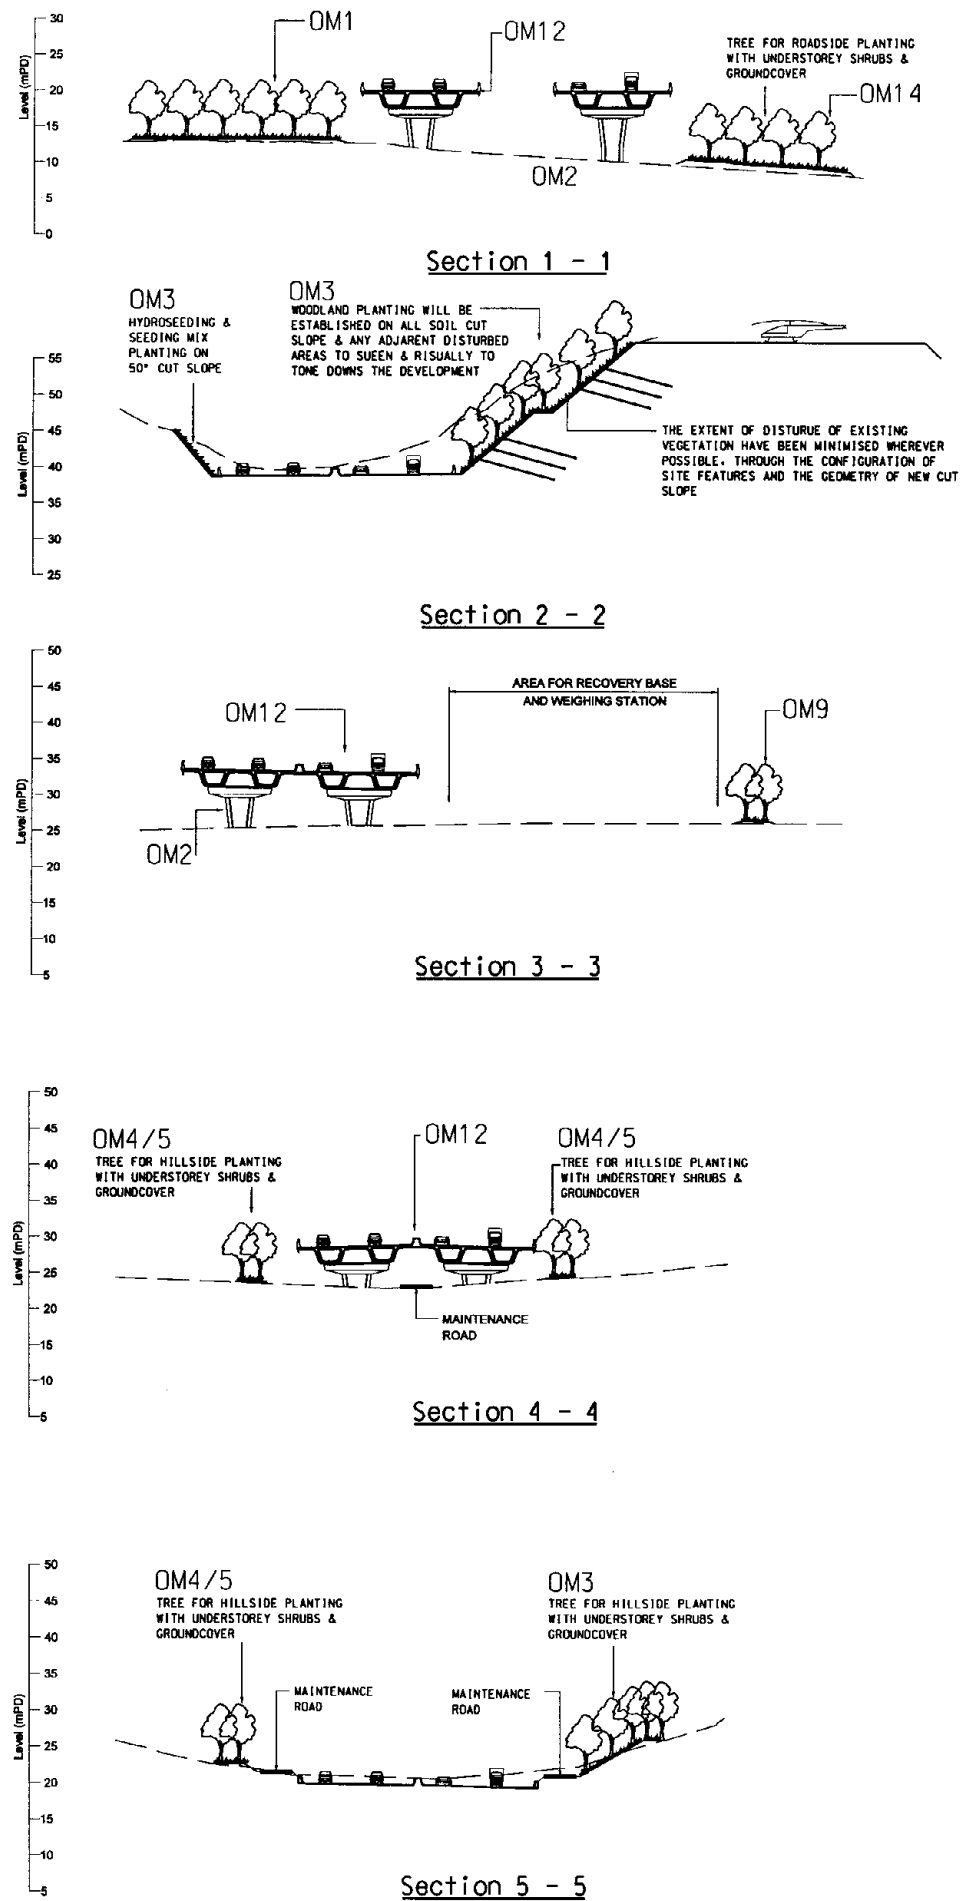 30
25
20
15
10
5
0
Level (mPD)
OM1
OM12
TREE FOR ROADSIDE PLANTING
WITH UNDERSTOREY SHRUBS &
GROUNDCOVER
OM14
OM2
Section 1 - 1
OM3
HYDROSEEDING &
SEEDING MIX
PLANTING ON
50° CUT SLOPE
OM3
WOODLAND PLANTING WILL BE
ESTABLISHED ON ALL SOIL CUT
SLOPE & ANY ADJARENT DISTURBED
AREAS TO SUEEN & RISUALLY TO
TONE DOWNS THE DEVELOPMENT
55
50
45
40
35
30
25
Level (mPD)
THE EXTENT OF DISTURUE OF EXISTING
VEGETATION HAVE BEEN MINIMISED WHEREVER
POSSIBLE. THROUGH THE CONFIGURATION OF
SITE FEATURES AND THE GEOMETRY OF NEW CUT
SLOPE
Section 2 - 2
50
45
40
35
30
25
20
15
10
5
Level (mPD)
AREA FOR RECOVERY BASE
AND WEIGHING STATION
OM12
OM9
OM2
Section 3 - 3
50
45
40
35
30
25
20
15
10
5
Level (mPD)
OM4/5
TREE FOR HILLSIDE PLANTING
WITH UNDERSTOREY SHRUBS &
GROUNDCOVER
OM12
OM4/5
TREE FOR HILLSIDE PLANTING
WITH UNDERSTOREY SHRUBS &
GROUNDCOVER
MAINTENANCE
ROAD
Section 4 - 4
50
45
40
35
30
25
20
15
10
5
Level (mPD)
OM4/5
TREE FOR HILLSIDE PLANTING
WITH UNDERSTOREY SHRUBS &
GROUNDCOVER
OM3
TREE FOR HILLSIDE PLANTING
WITH UNDERSTOREY SHRUBS &
GROUNDCOVER
MAINTENANCE
ROAD
MAINTENANCE
ROAD
Section 5 - 5